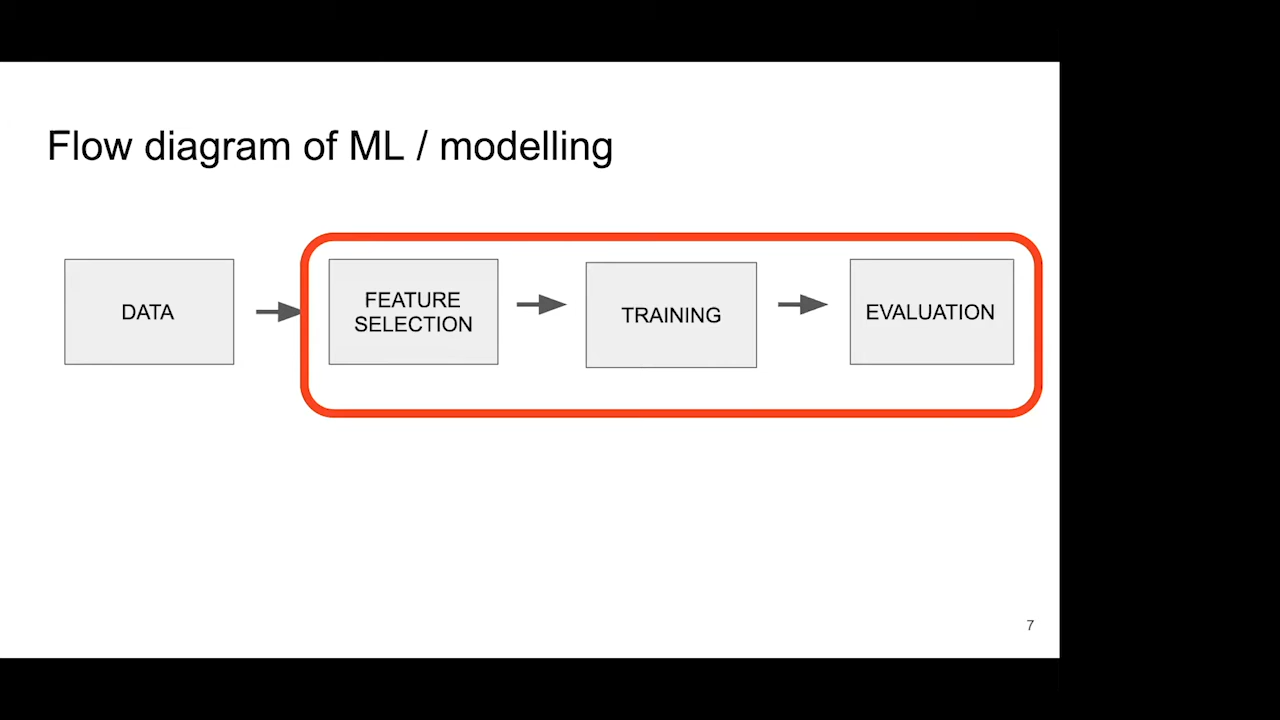 Flow diagram of ML / modelling
DATA
FEATURE
SELECTION
TRAINING
EVALUATION
7